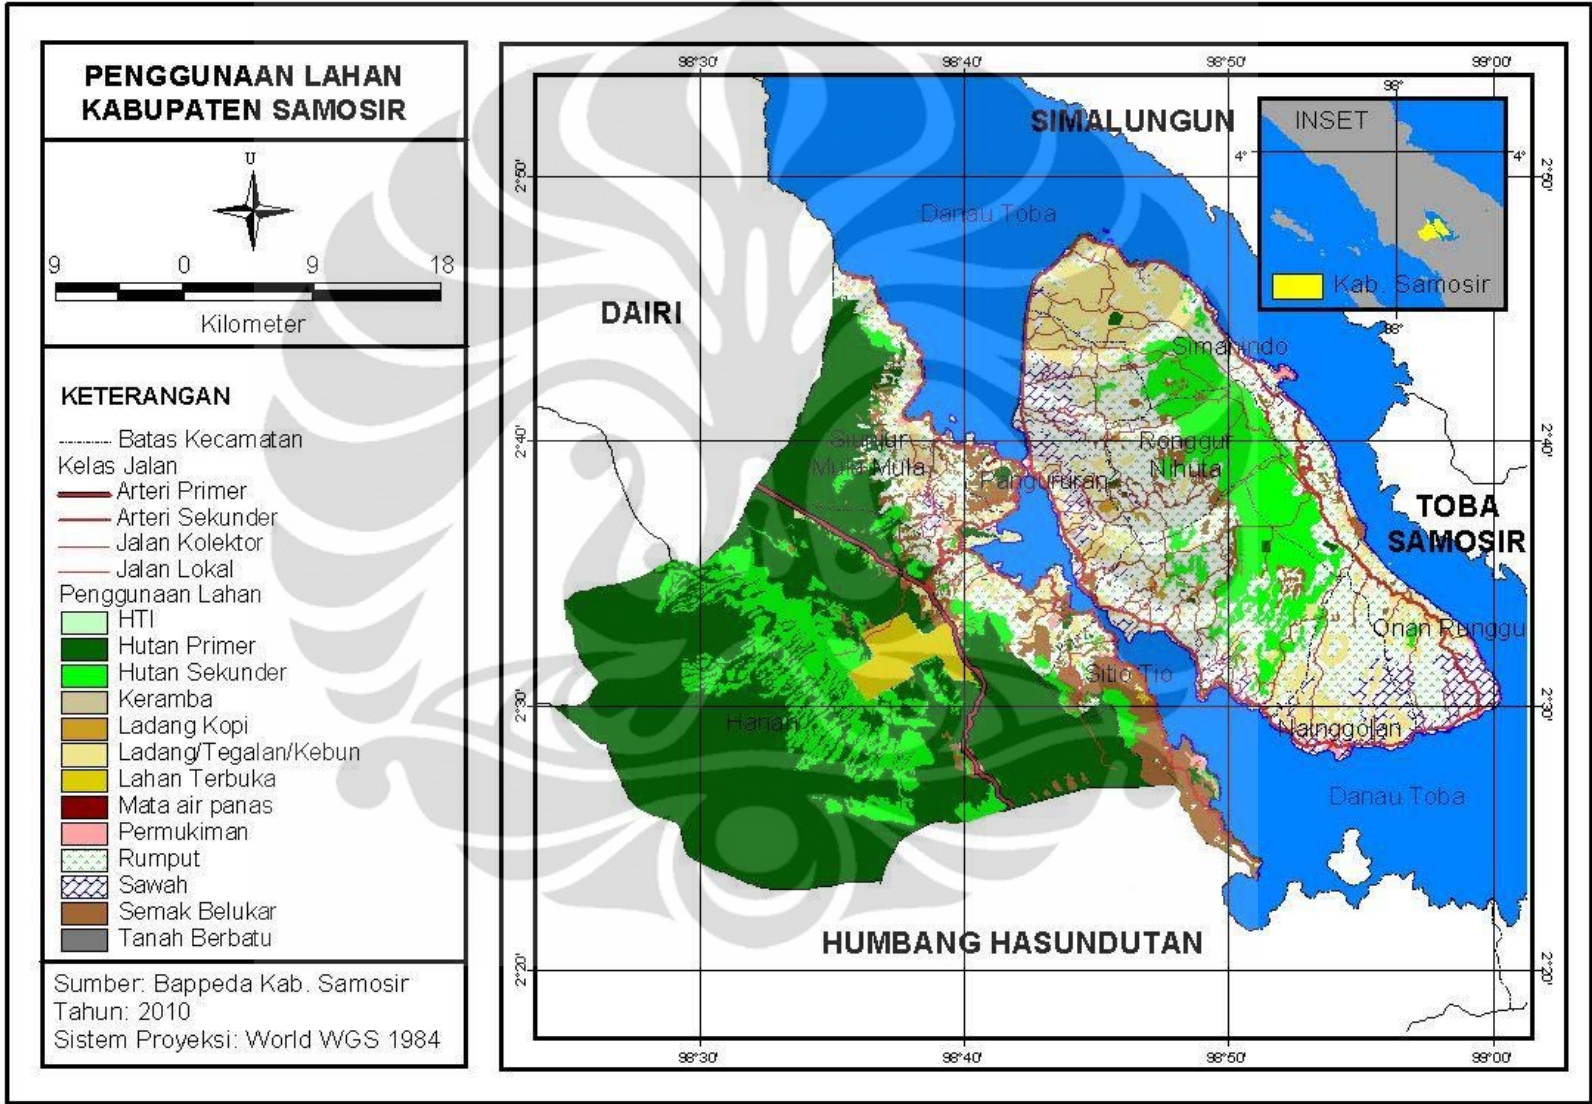 PENGGUNAAN LAHAN
KABUPATEN SAMOSIR
U
9 0 9 18
Kilometer
KETERANGAN
Batas Kecamatan
Kelas Jalan
Arteri Primer
Arteri Sekunder
Jalan Kolektor
Jalan Lokal
Penggunaan Lahan
HTI
Hutan Primer
Hutan Sekunder
Keramba
Ladang Kopi
Ladang/Tegalan/Kebun
Lahan Terbuka
Mata air panas
Permukiman
Rumput
Sawah
Semak Belukar
Tanah Berbatu
Sumber: Bappeda Kab. Samosir
Tahun: 2010
Sistem Proyeksi: World WGS 1984
98°30' 98°40' 98°50' 99°00'
98°
SIMALUNGUN
INSET
4° 4°
2°50' 2°50'
Danau Toba
Kab. Samosir
98°
DAIRI
Simanindo
2°40' 2°40'
Sianjur
Mula Mula
Ronggur
Nihuta
Pangururan
TOBA
SAMOSIR
Onan Runggu
Sitio Tio
2°30' 2°30'
Harian
Nainggolan
Danau Toba
HUMBANG HASUNDUTAN
2°20' 2°20'
98°30' 98°40' 98°50' 99°00'